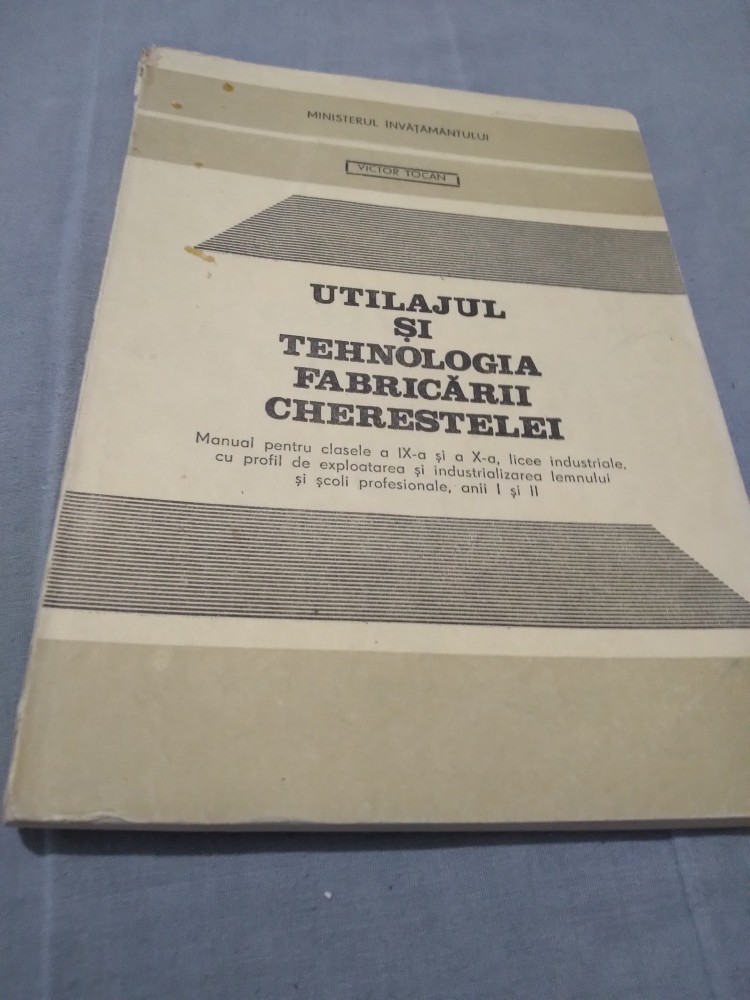 MINISTERUL ÎNVĂȚĂMÂNTULUI
VICTOR TOCAN
UTILAJUL
ȘI
TEHNOLOGIA
FABRICĂRII
CHERESTELEI
Manual pentru clasele a IX-a și a X-a, licee industriale,
cu profil de exploatarea și industrializarea lemnului
și școli profesionale, anii I și II